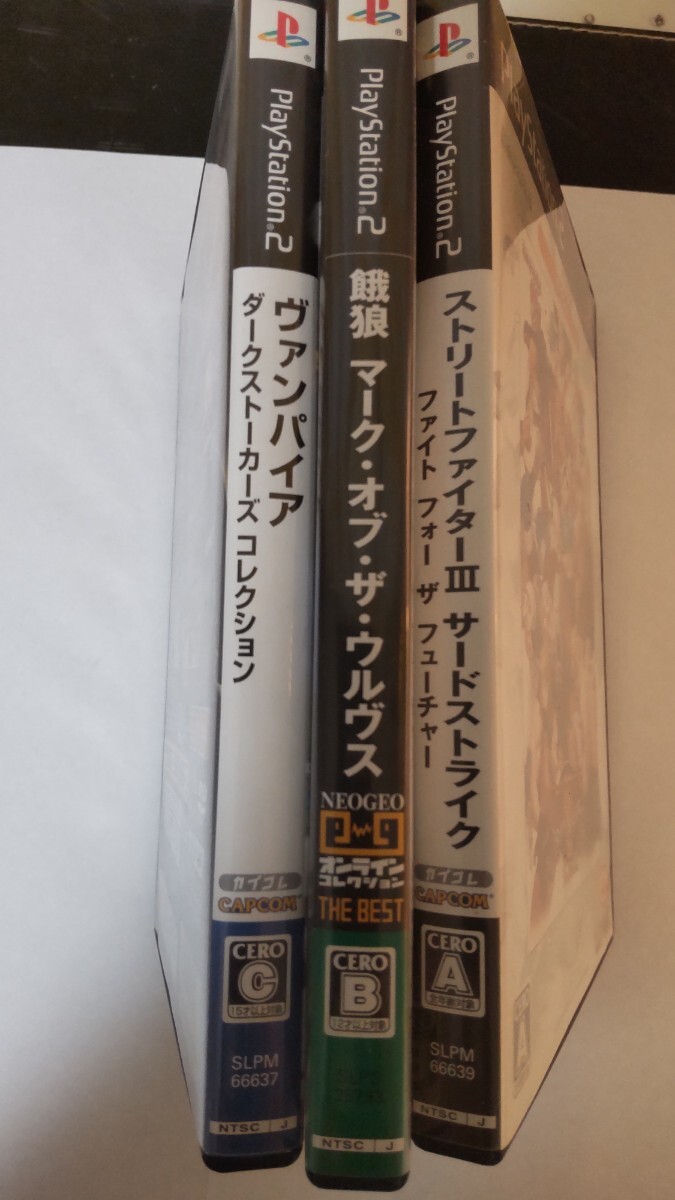 PlayStation.2
ヴァンパイア
ダークストーカーズ コレクション
カイコレ
CAPCOM
CERO
C
15才以上対象
SLPM
66637
NTSC J
PlayStation.2
餓狼 マーク・オブ・ザ・ウルヴス
NEOGEO
オンライン
コレクション
THE BEST
CERO
B
12才以上対象
NTSC J
PlayStation.2
ストリートファイターIII サードストライク
ファイト フォー ザ フューチャー
カイコレ
CAPCOM
CERO
A
全年齢対象
SLPM
66639
NTSC J
PlayStation
CERO
A